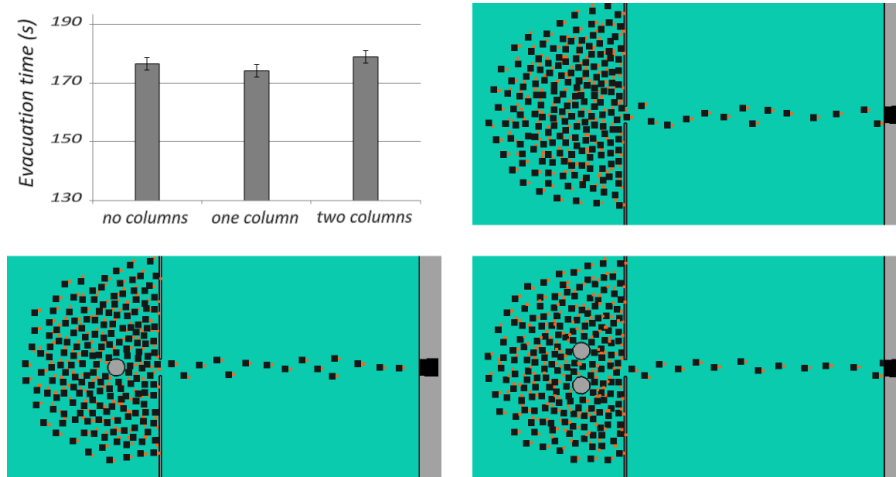 Evacuation time (s)
190
170
150
130
no columns
one column
two columns